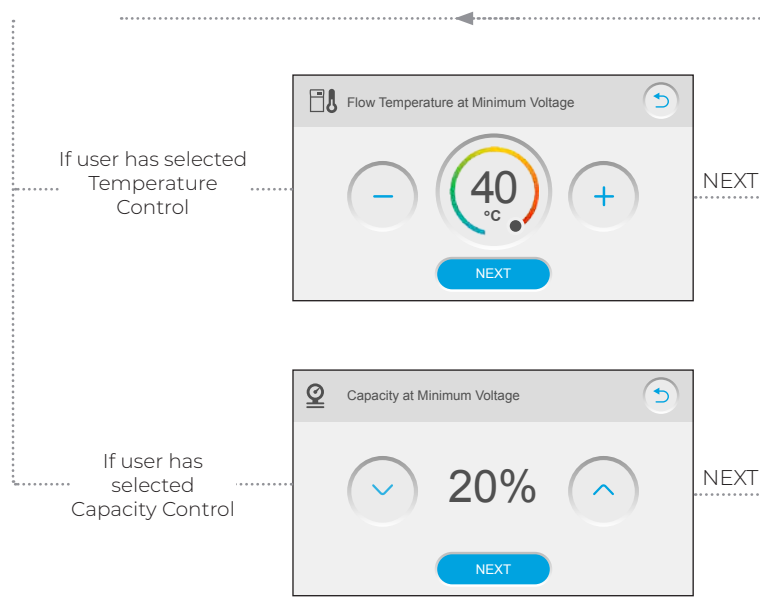 Flow Temperature at Minimum Voltage
If user has selected
Temperature
Control
40
°C
NEXT
NEXT
Capacity at Minimum Voltage
If user has
selected
Capacity Control
20%
NEXT
NEXT